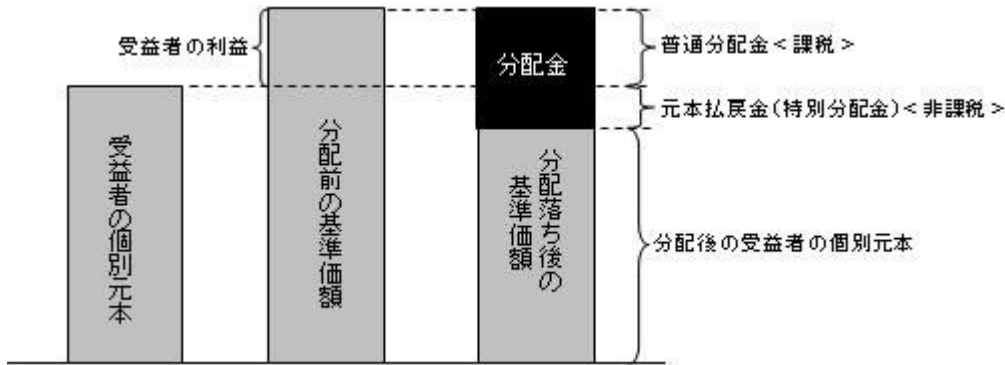 受益者の利益
分配金
普通分配金<課税>
元本払戻金(特別分配金)<非課税>
受益者の個別元本
分配前の基準価額
分配落ち後の
基準価額
分配後の受益者の個別元本